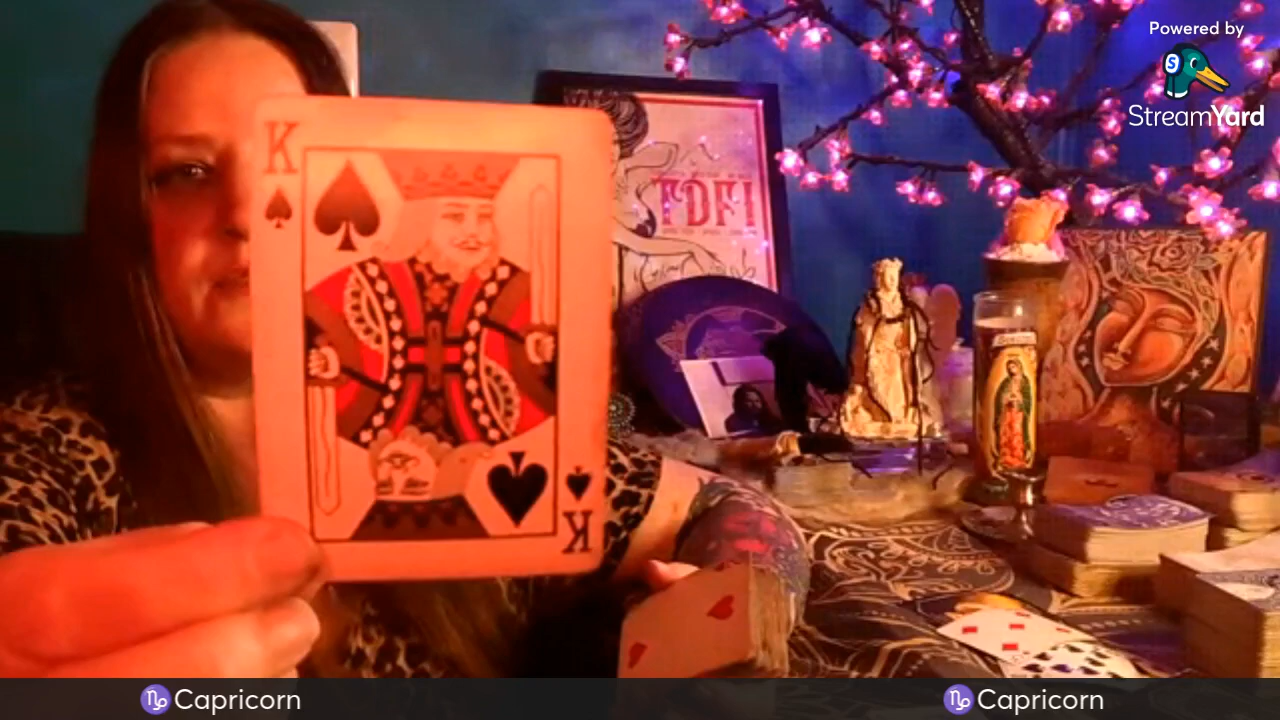 Powered by
StreamYard
K
TDFI
K
♑Capricorn
♑Capricorn